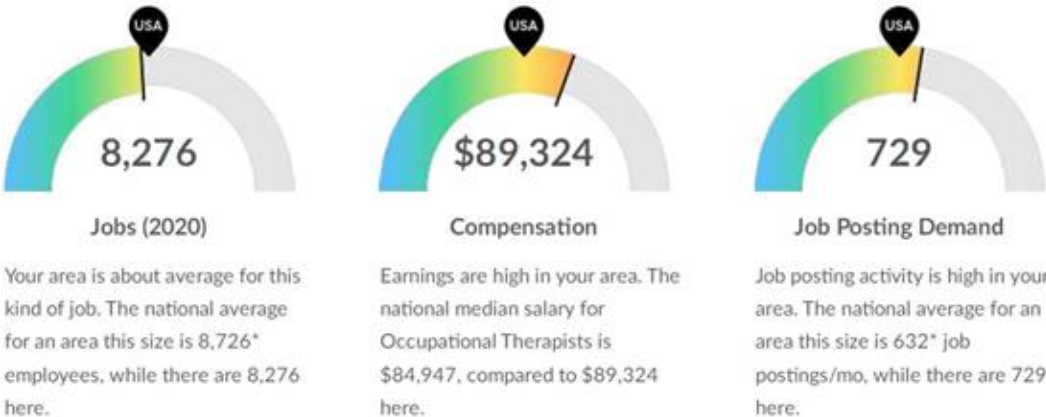 USA
8,276
Jobs (2020)
Your area is about average for this
kind of job. The national average
for an area this size is 8,726*
employees, while there are 8,276
here.
USA
$89,324
Compensation
Earnings are high in your area. The
national median salary for
Occupational Therapists is
$84,947, compared to $89,324
here.
USA
729
Job Posting Demand
Job posting activity is high in your
area. The national average for an
area this size is 632* job
postings/mo, while there are 729
here.